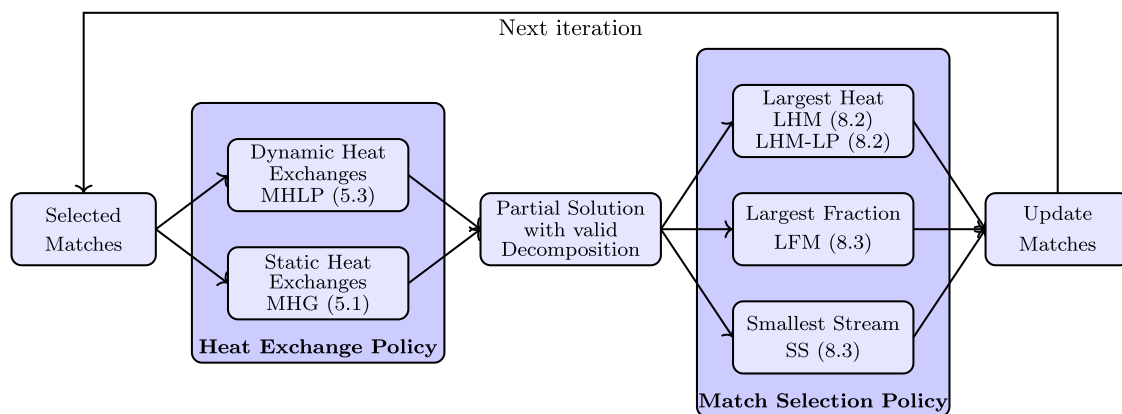 Next iteration
Selected
Matches
Dynamic Heat
Exchanges
MHLP (5.3)
Static Heat
Exchanges
MHG (5.1)
Heat Exchange Policy
Partial Solution
with valid
Decomposition
Largest Heat
LHM (8.2)
LHM-LP (8.2)
Largest Fraction
LFM (8.3)
Smallest Stream
SS (8.3)
Match Selection Policy
Update
Matches